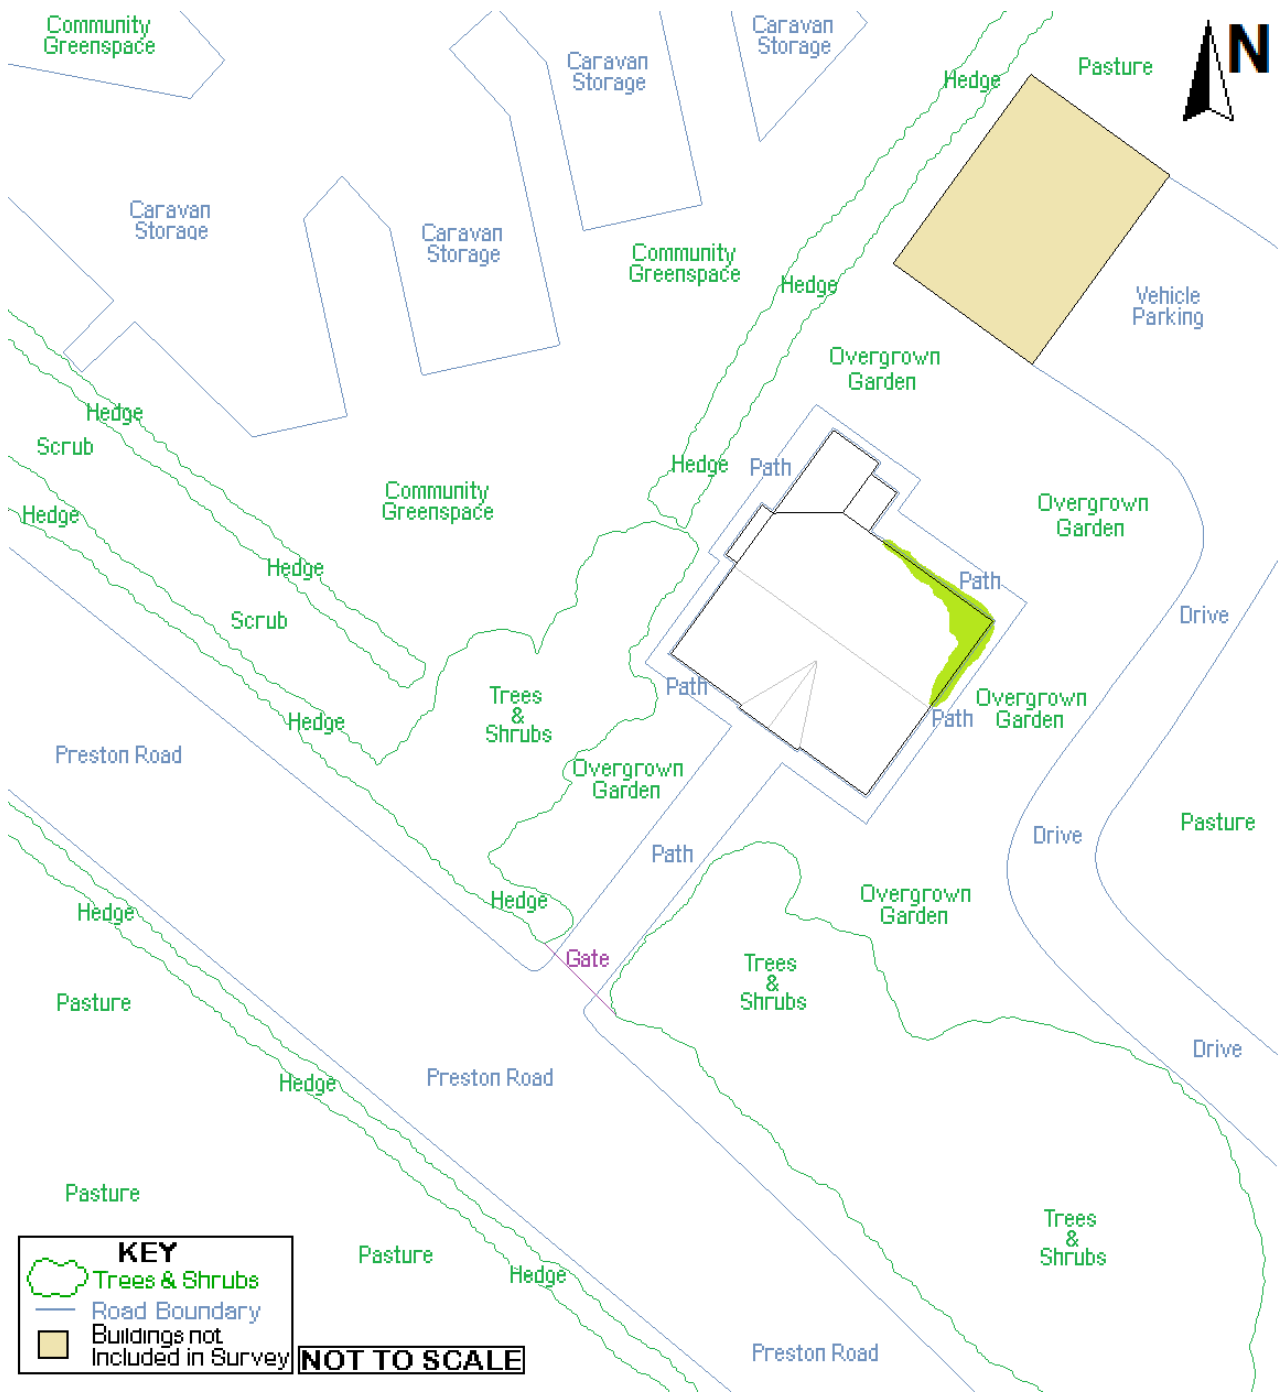 Community
Greenspace
Caravan
Storage
Caravan
Storage
Hedge
Pasture
N
Caravan
Storage
Caravan
Storage
Community
Greenspace
Hedge
Vehicle
Parking
Overgrown
Garden
Hedge
Scrub
Hedge
Path
Community
Greenspace
Hedge
Overgrown
Garden
Hedge
Path
Scrub
Drive
Path
Trees
&
Shrubs
Overgrown
Garden
Hedge
Path
Preston Road
Overgrown
Garden
Pasture
Drive
Path
Hedge
Overgrown
Garden
Hedge
Gate
Trees
&
Shrubs
Pasture
Drive
Preston Road
Hedge
Pasture
Trees
&
Shrubs
Pasture
Hedge
Preston Road
KEY
Trees & Shrubs
Road Boundary
Buildings not
Included in Survey
NOT TO SCALE